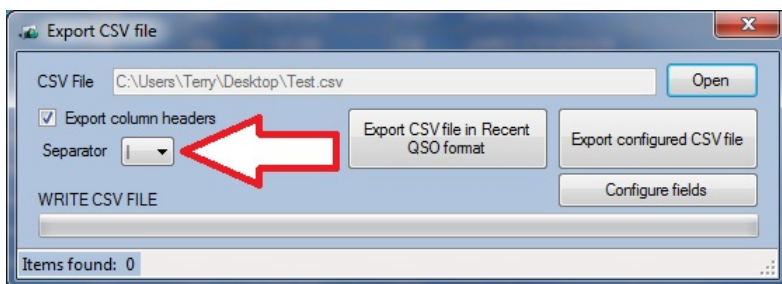 Export CSV file
CSV File C:\Users\Terry\Desktop\Test.csv Open
Export column headers
Separator |
Export CSV file in Recent
QSO format
Export configured CSV file
Configure fields
WRITE CSV FILE
Items found: 0